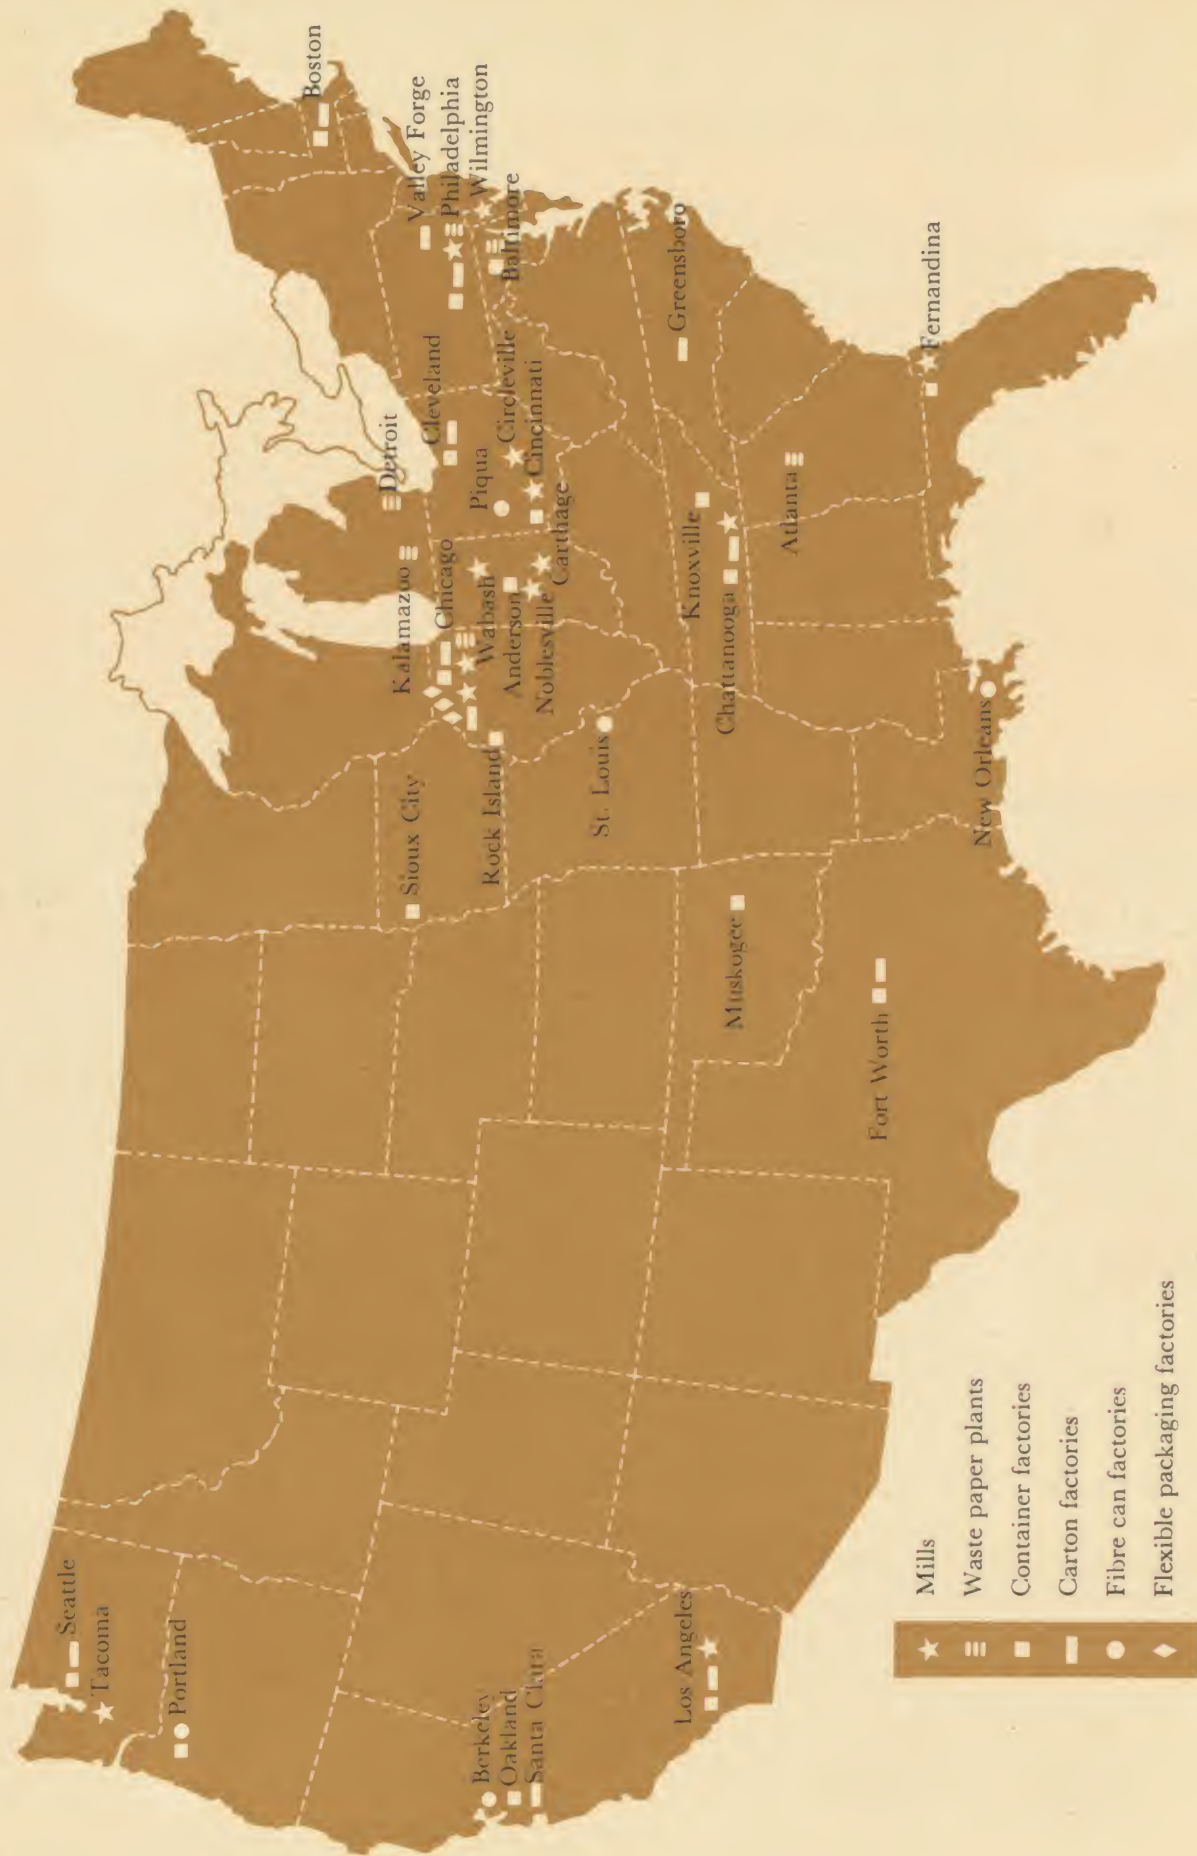 Seattle
Tacoma
Portland
Berkeley
Oakland
Santa Clara
Los Angeles
Sioux City
Rock Island
St. Louis
Muskogee
Fort Worth
New Orleans
Kalamazoo
Chicago
Wabash
Anderson
Noblesville
Carthage
Detroit
Cleveland
Piqua
Circleville
Cincinnati
Knoxville
Chattanooga
Atlanta
Boston
Valley Forge
Philadelphia
Wilmington
Baltimore
Greensboro
Fernandina
Mills
Waste paper plants
Container factories
Carton factories
Fibre can factories
Flexible packaging factories